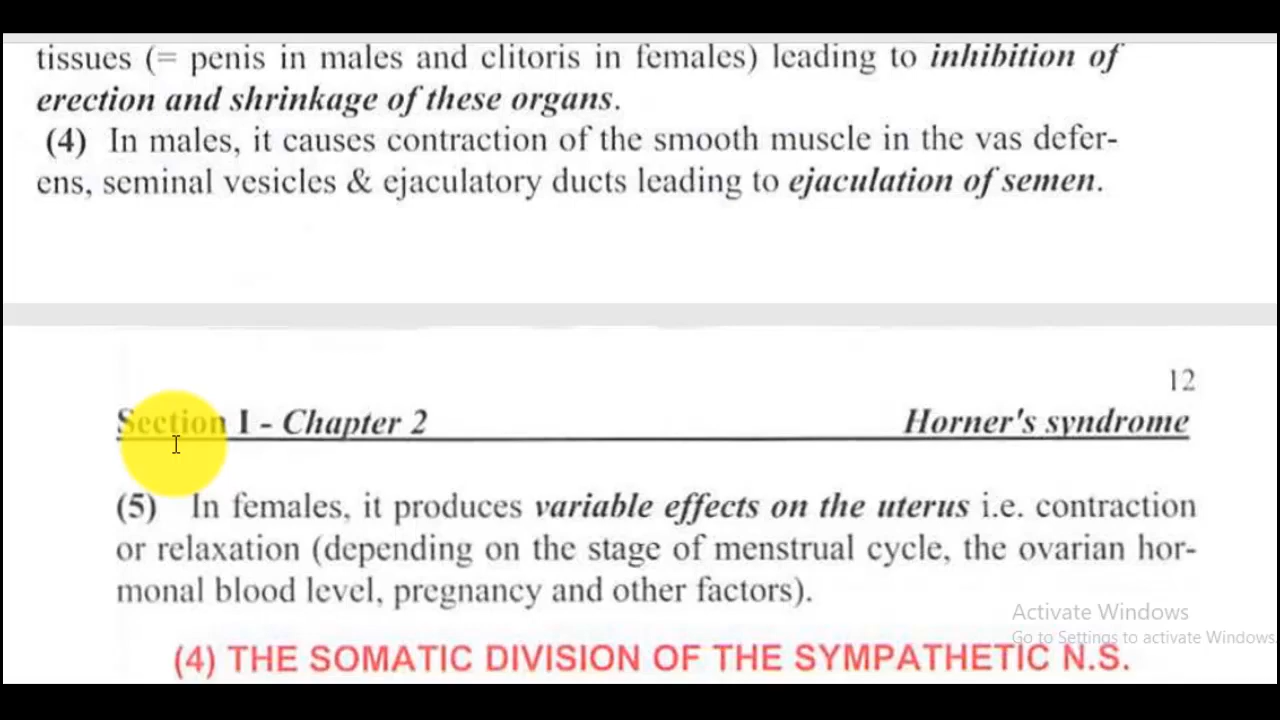 tissues (= penis in males and clitoris in females) leading to inhibition of
erection and shrinkage of these organs.
(4) In males, it causes contraction of the smooth muscle in the vas defer-
ens, seminal vesicles & ejaculatory ducts leading to ejaculation of semen.
12
Section I - Chapter 2 Horner's syndrome
(5) In females, it produces variable effects on the uterus i.e. contraction
or relaxation (depending on the stage of menstrual cycle, the ovarian hor-
monal blood level, pregnancy and other factors).
Activate Windows
Go to Settings to activate Windows
(4) THE SOMATIC DIVISION OF THE SYMPATHETIC N.S.